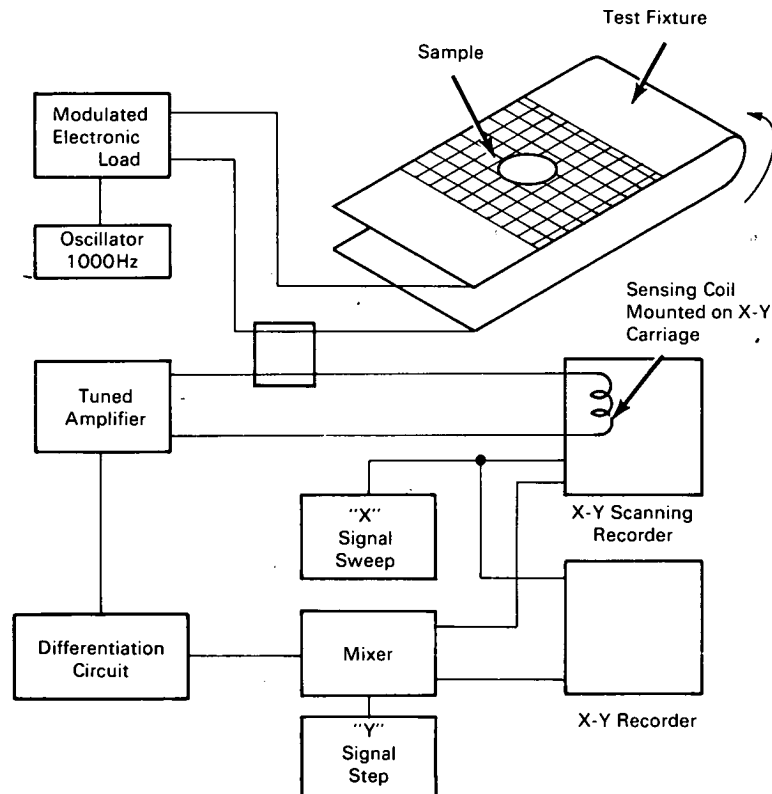 Test Fixture
Sample
Modulated
Electronic
Load
Oscillator
1000Hz
Sensing Coil
Mounted on X-Y
Carriage
Tuned
Amplifier
"X"
Signal
Sweep
X-Y Scanning
Recorder
Differentiation
Circuit
Mixer
"Y"
Signal
Step
X-Y Recorder